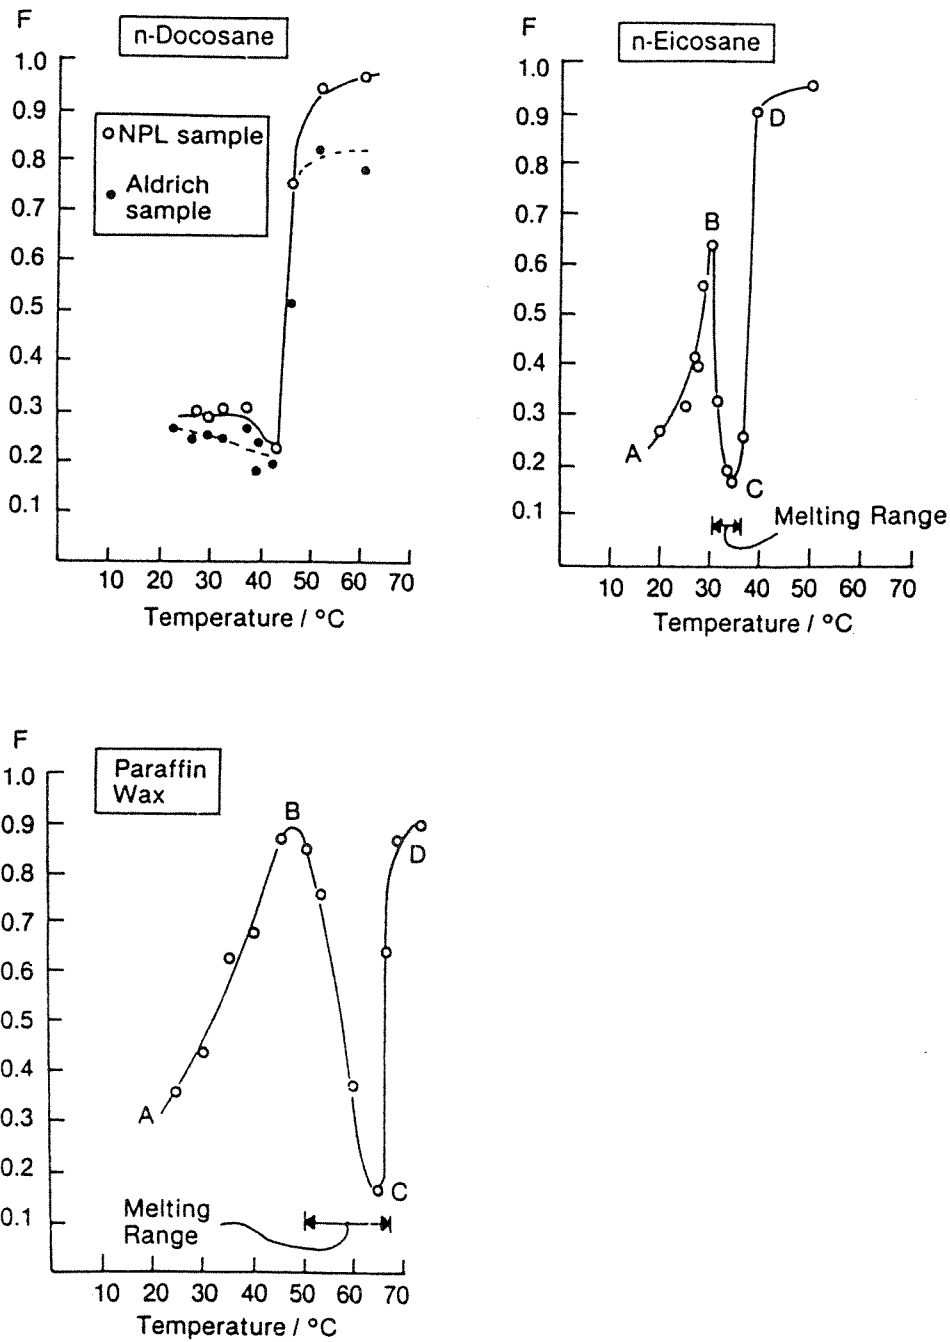 F
n-Docosane
1.0
0.9
0.8
0.7
0.6
0.5
0.4
0.3
0.2
0.1
NPL sample
Aldrich
sample
10 20 30 40 50 60 70
Temperature / °C
F
n-Eicosane
1.0
0.9
0.8
0.7
0.6
0.5
0.4
0.3
0.2
0.1
A
B
C
D
Melting Range
10 20 30 40 50 60 70
Temperature / °C
F
Paraffin
Wax
1.0
0.9
0.8
0.7
0.6
0.5
0.4
0.3
0.2
0.1
A
B
C
D
Melting
Range
10 20 30 40 50 60 70
Temperature / °C